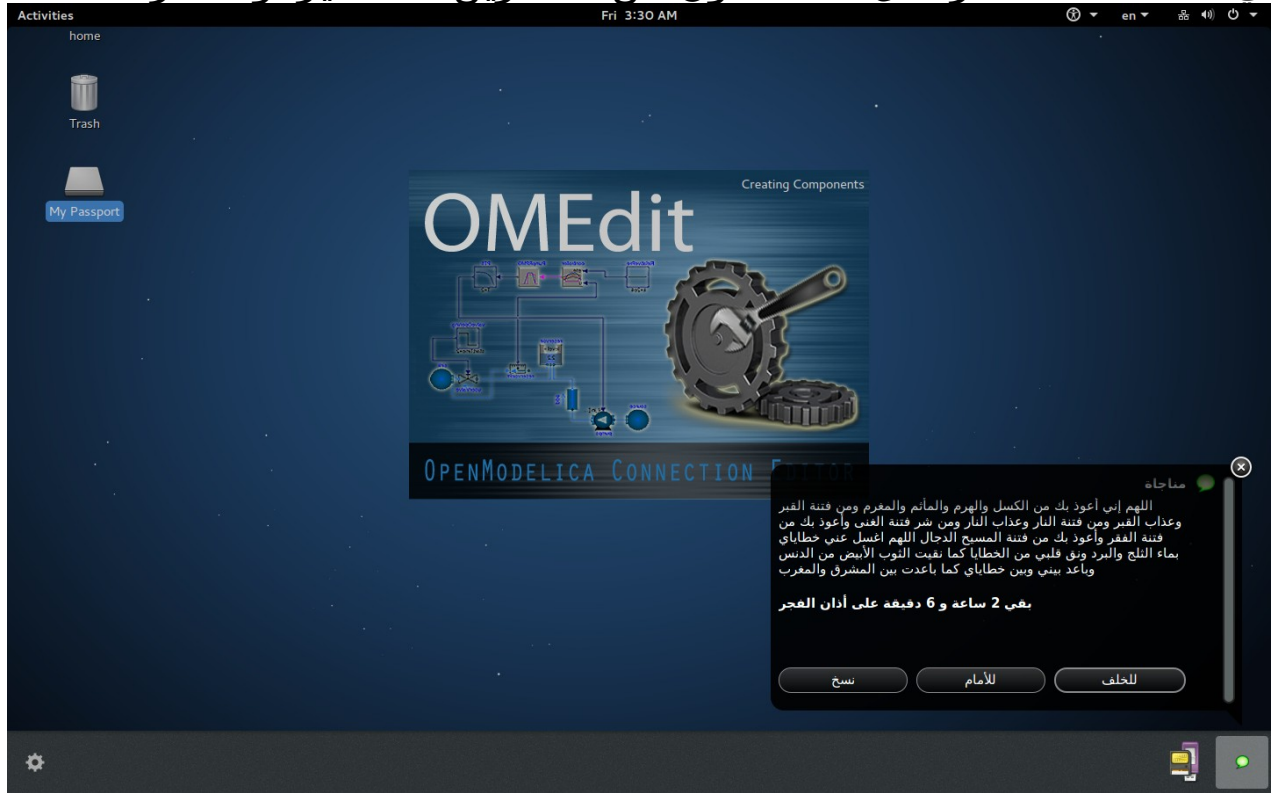 Activities
Fri 3:30 AM
en
home
Trash
My Passport
Creating Components
OMEdit
OPENMODELICA CONNECTION EDITOR
مناجاة
اللهم إني أعوذ بك من الكسل والهرم والمأثم والمغرم ومن فتنة القبر
وعذاب القبر ومن فتنة النار وعذاب النار ومن شر فتنة الغنى وأعوذ بك من
فتنة الفقر وأعوذ بك من فتنة المسيح الدجال اللهم اغسل عني خطاياي
بماء الثلج والبرد ونق قلبي من الخطايا كما نقيت الثوب الأبيض من الدنس
وباعد بيني وبين خطاياي كما باعدت بين المشرق والمغرب
بقي 2 ساعة و 6 دقيقة على أذان الفجر
للخلف
للأمام
نسخ